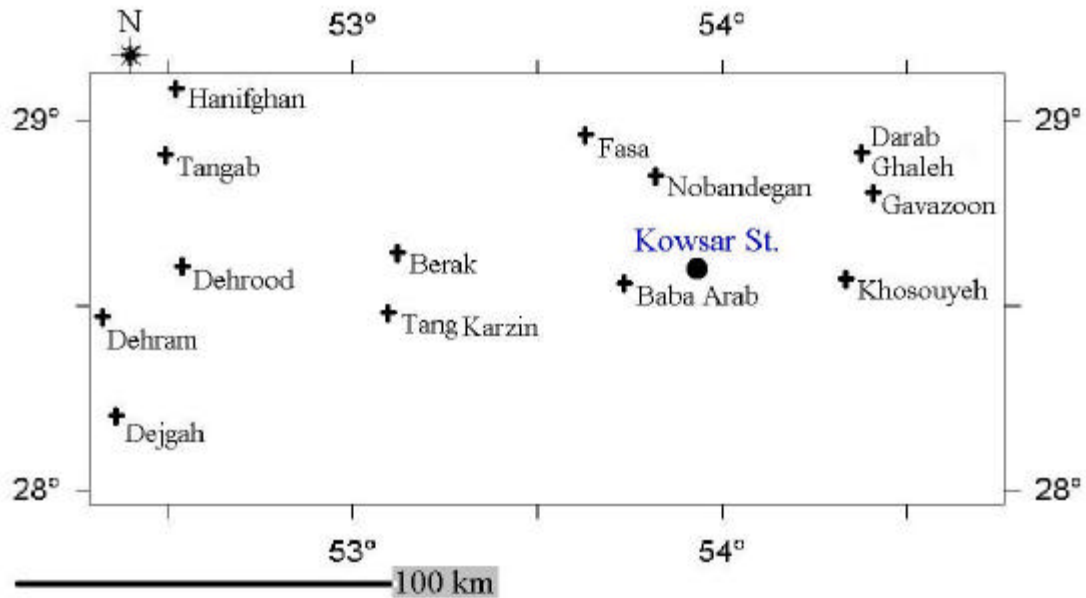 N
53° 54°
29° 29°
Hanifghan
Tangab
Fasa
Nobandegan
Darab
Ghaleh
Gavazoon
Kowsar St.
Berak
Dehrood
Baba Arab
Khosouyeh
Tang Karzin
Dehram
Dejgah
28° 28°
53° 54°
100 km